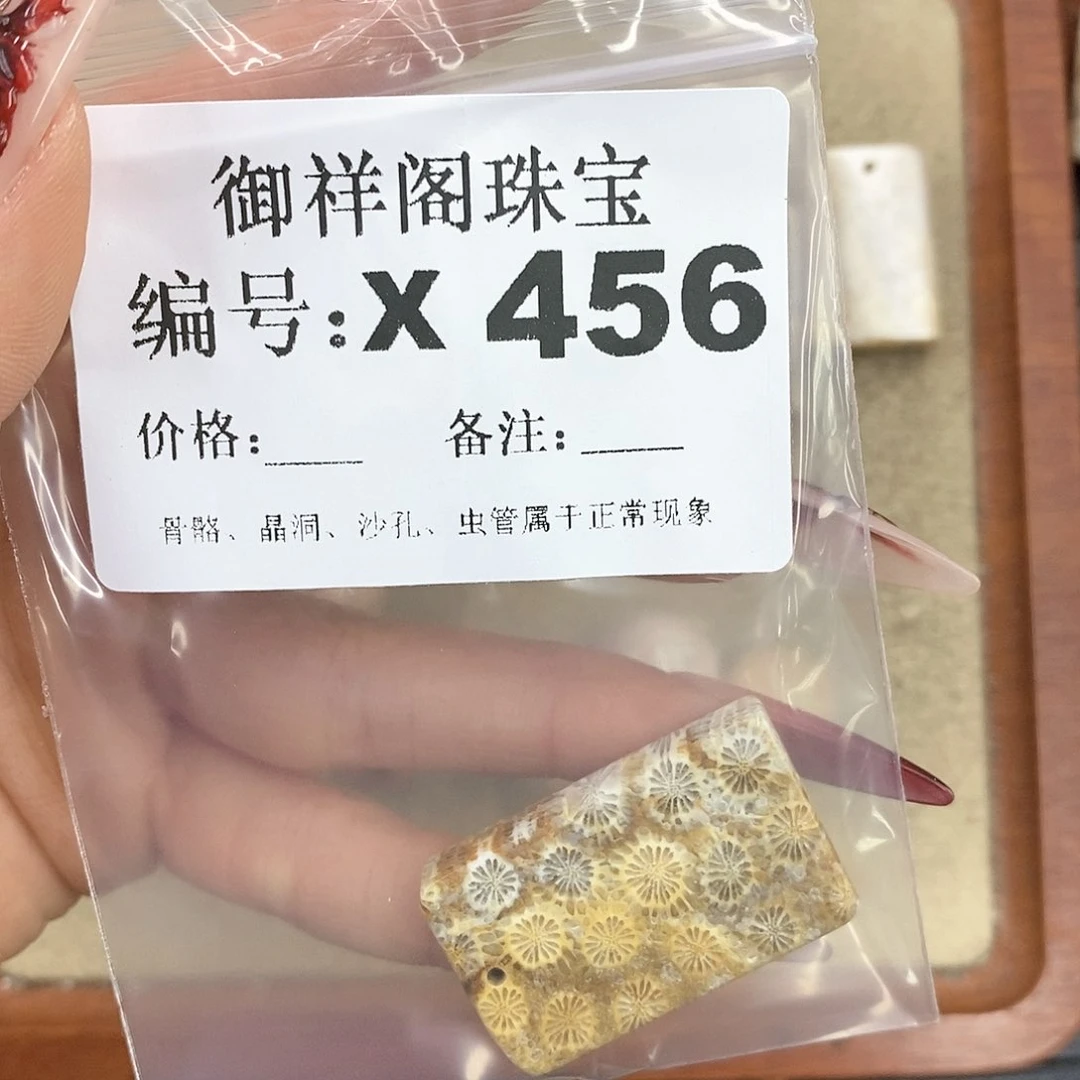 御祥阁珠宝
编号:X 456
价格:____ 备注:____
骨骼、晶洞、沙孔、虫管属于正常现象